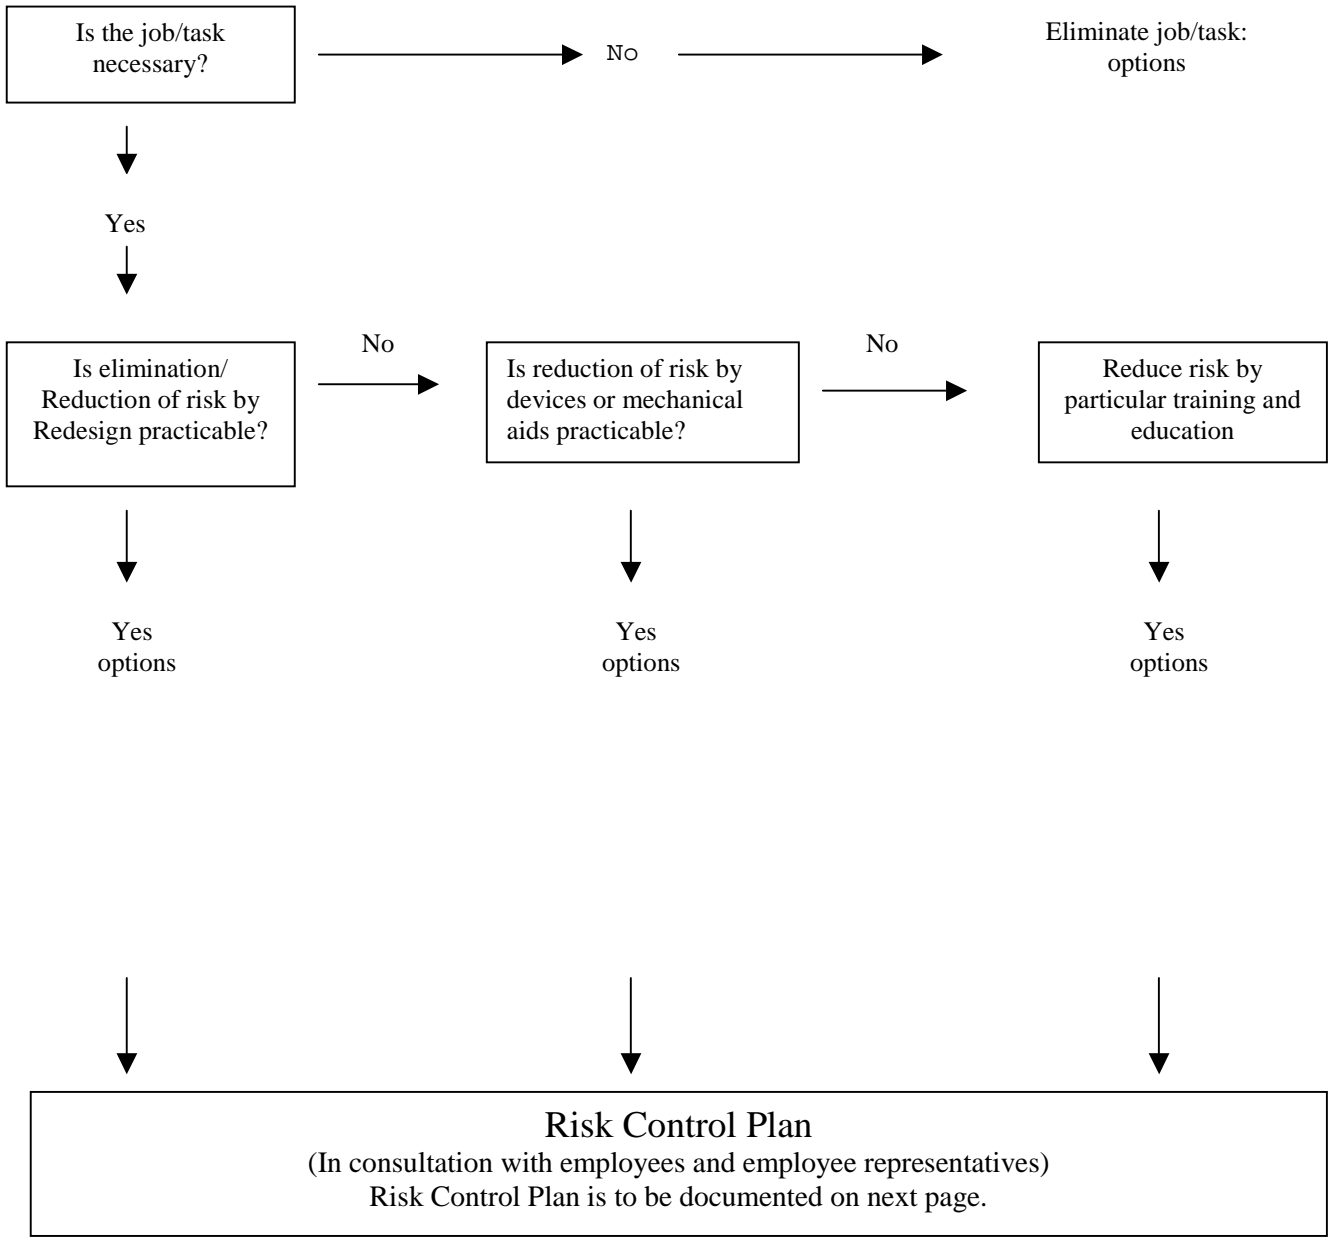 Is the job/task
necessary?
No
Eliminate job/task:
options
Yes
Is elimination/
Reduction of risk by
Redesign practicable?
No
Is reduction of risk by
devices or mechanical
aids practicable?
No
Reduce risk by
particular training and
education
Yes
options
Yes
options
Yes
options
Risk Control Plan
(In consultation with employees and employee representatives)
Risk Control Plan is to be documented on next page.